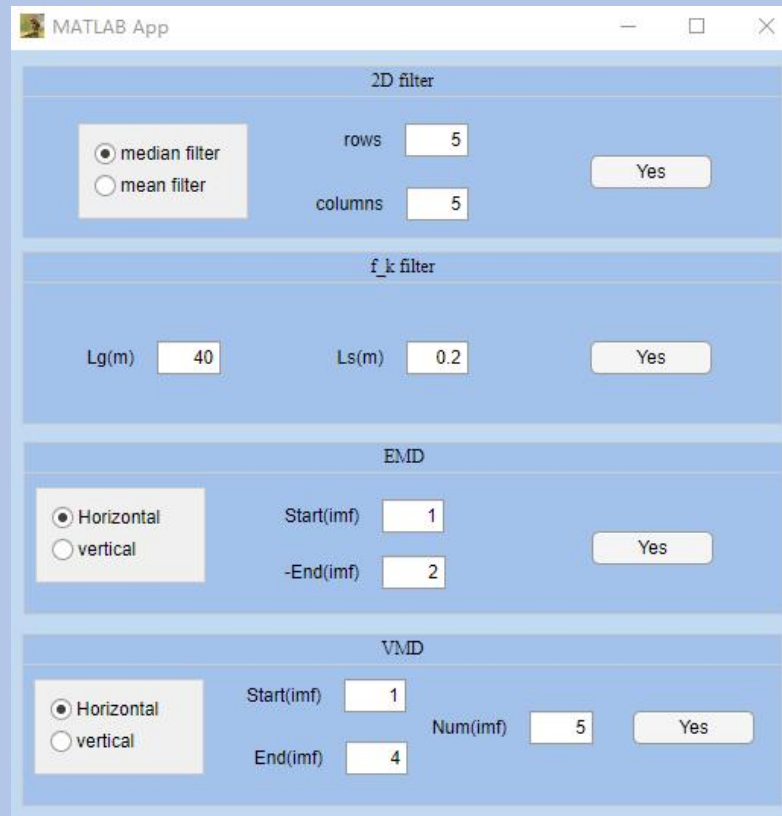 MATLAB App
2D filter
median filter
mean filter
rows 5
columns 5
Yes
f_k filter
Lg(m) 40
Ls(m) 0.2
Yes
EMD
Horizontal
vertical
Start(imf) 1
-End(imf) 2
Yes
VMD
Horizontal
vertical
Start(imf) 1
End(imf) 4
Num(imf) 5
Yes